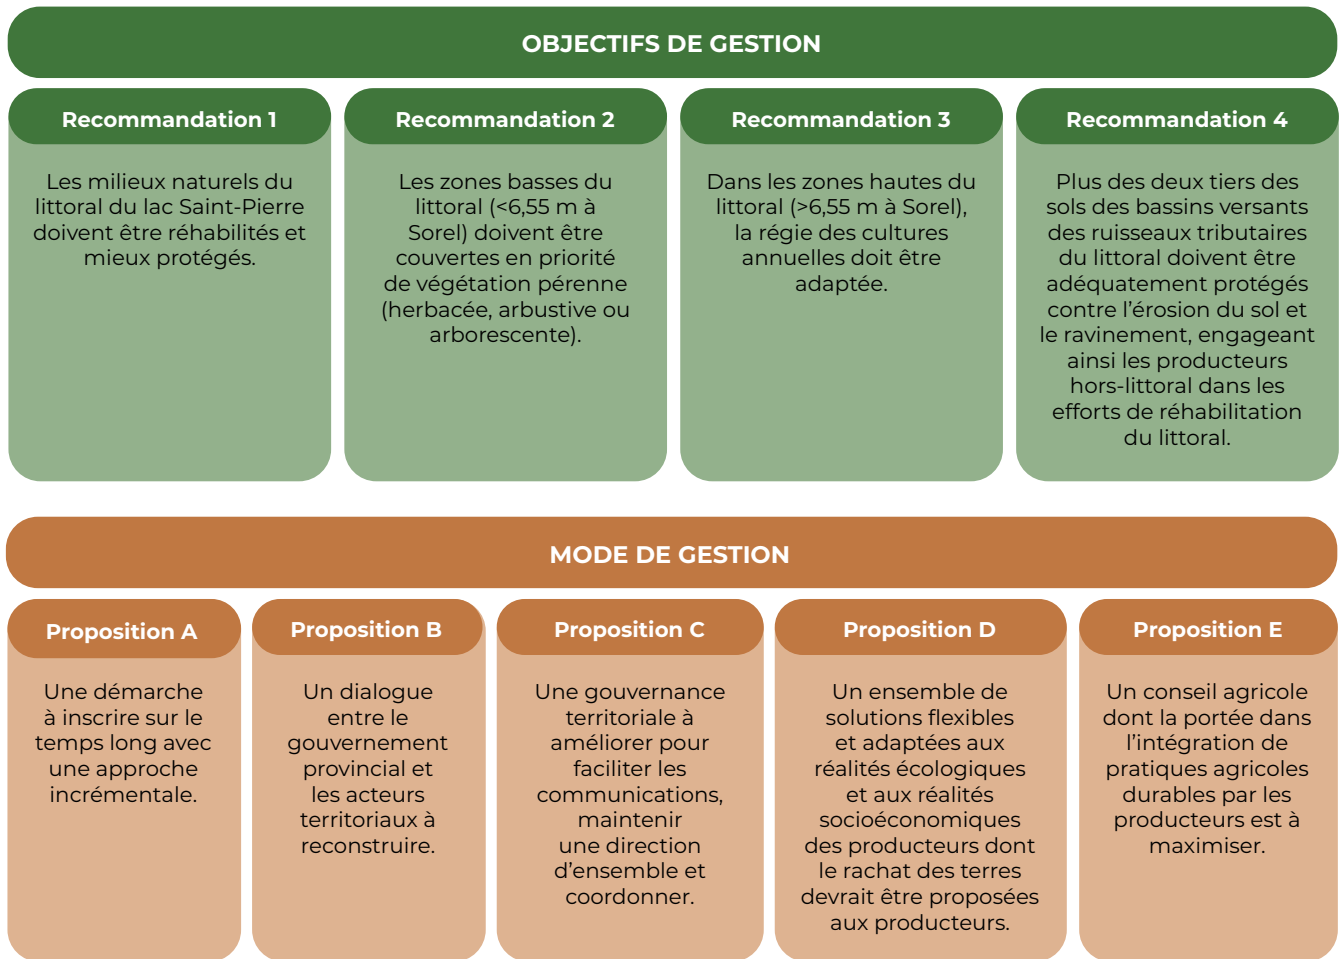 OBJECTIFS DE GESTION
Recommandation 1
Les milieux naturels du
littoral du lac Saint-Pierre
doivent être réhabilités et
mieux protégés.
Recommandation 2
Les zones basses du
littoral (<6,55 m à
Sorel) doivent être
couvertes en priorité
de végétation pérenne
(herbacée, arbustive ou
arborescente).
Recommandation 3
Dans les zones hautes du
littoral (>6,55 m à Sorel),
la régie des cultures
annuelles doit être
adaptée.
Recommandation 4
Plus des deux tiers des
sols des bassins versants
des ruisseaux tributaires
du littoral doivent être
adéquatement protégés
contre l’érosion du sol et
le ravinement, engageant
ainsi les producteurs
hors-littoral dans les
efforts de réhabilitation
du littoral.
MODE DE GESTION
Proposition A
Une démarche
à inscrire sur le
temps long avec
une approche
incrémentale.
Proposition B
Un dialogue
entre le
gouvernement
provincial et
les acteurs
territoriaux à
reconstruire.
Proposition C
Une gouvernance
territoriale à
améliorer pour
faciliter les
communications,
maintenir
une direction
d’ensemble et
coordonner.
Proposition D
Un ensemble de
solutions flexibles
et adaptées aux
réalités écologiques
et aux réalités
socioéconomiques
des producteurs dont
le rachat des terres
devrait être proposées
aux producteurs.
Proposition E
Un conseil agricole
dont la portée dans
l’intégration de
pratiques agricoles
durables par les
producteurs est à
maximiser.